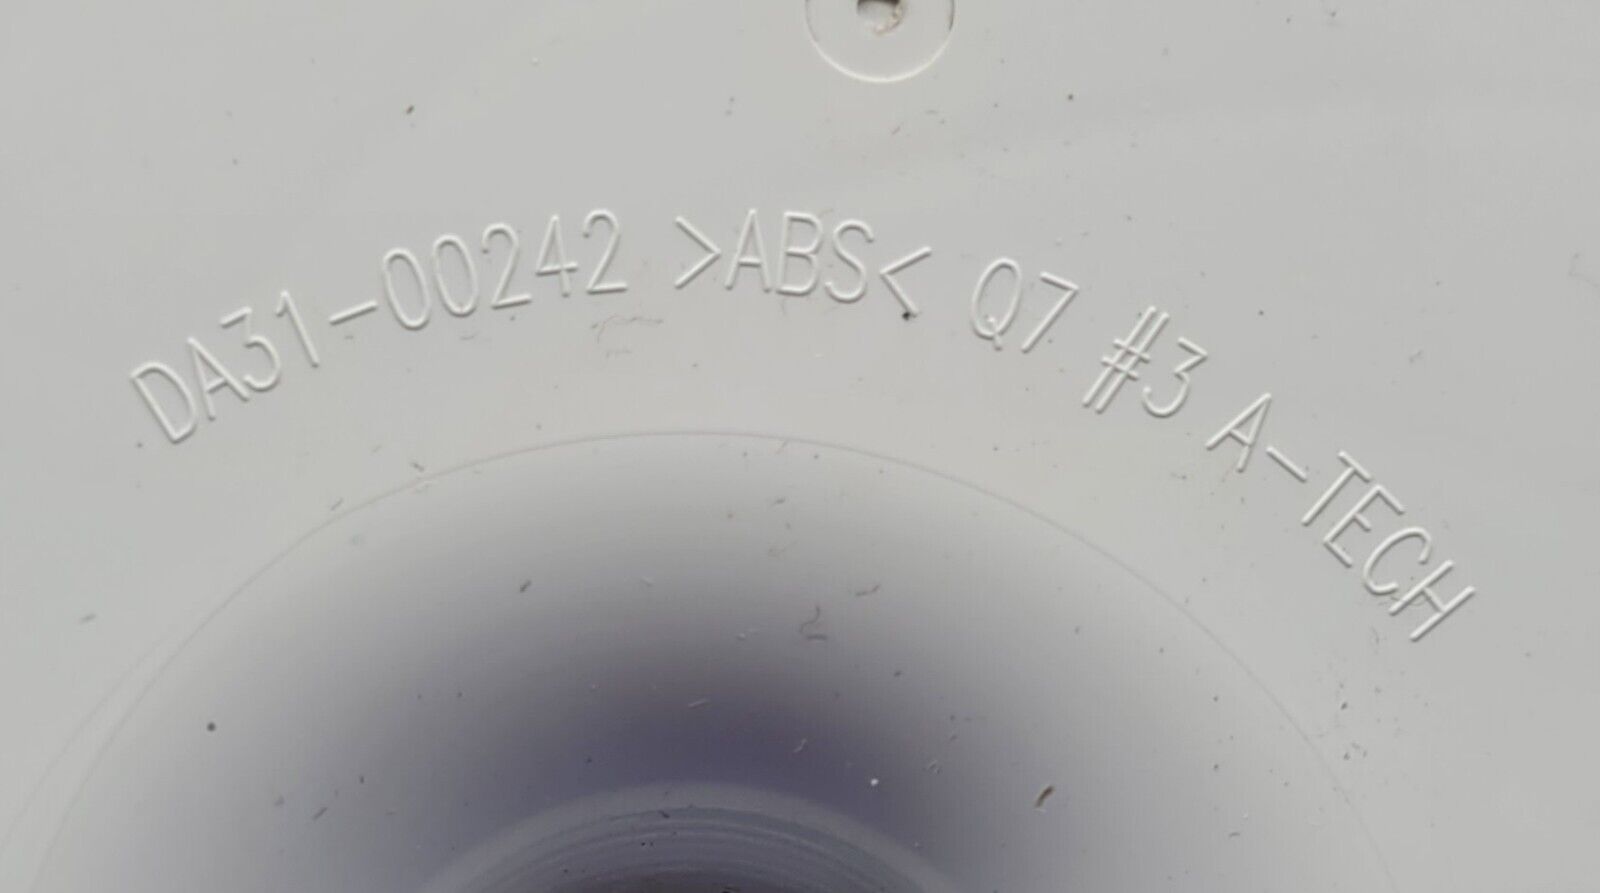 DA31-00242 >ABS< Q7 #3 A-TECH